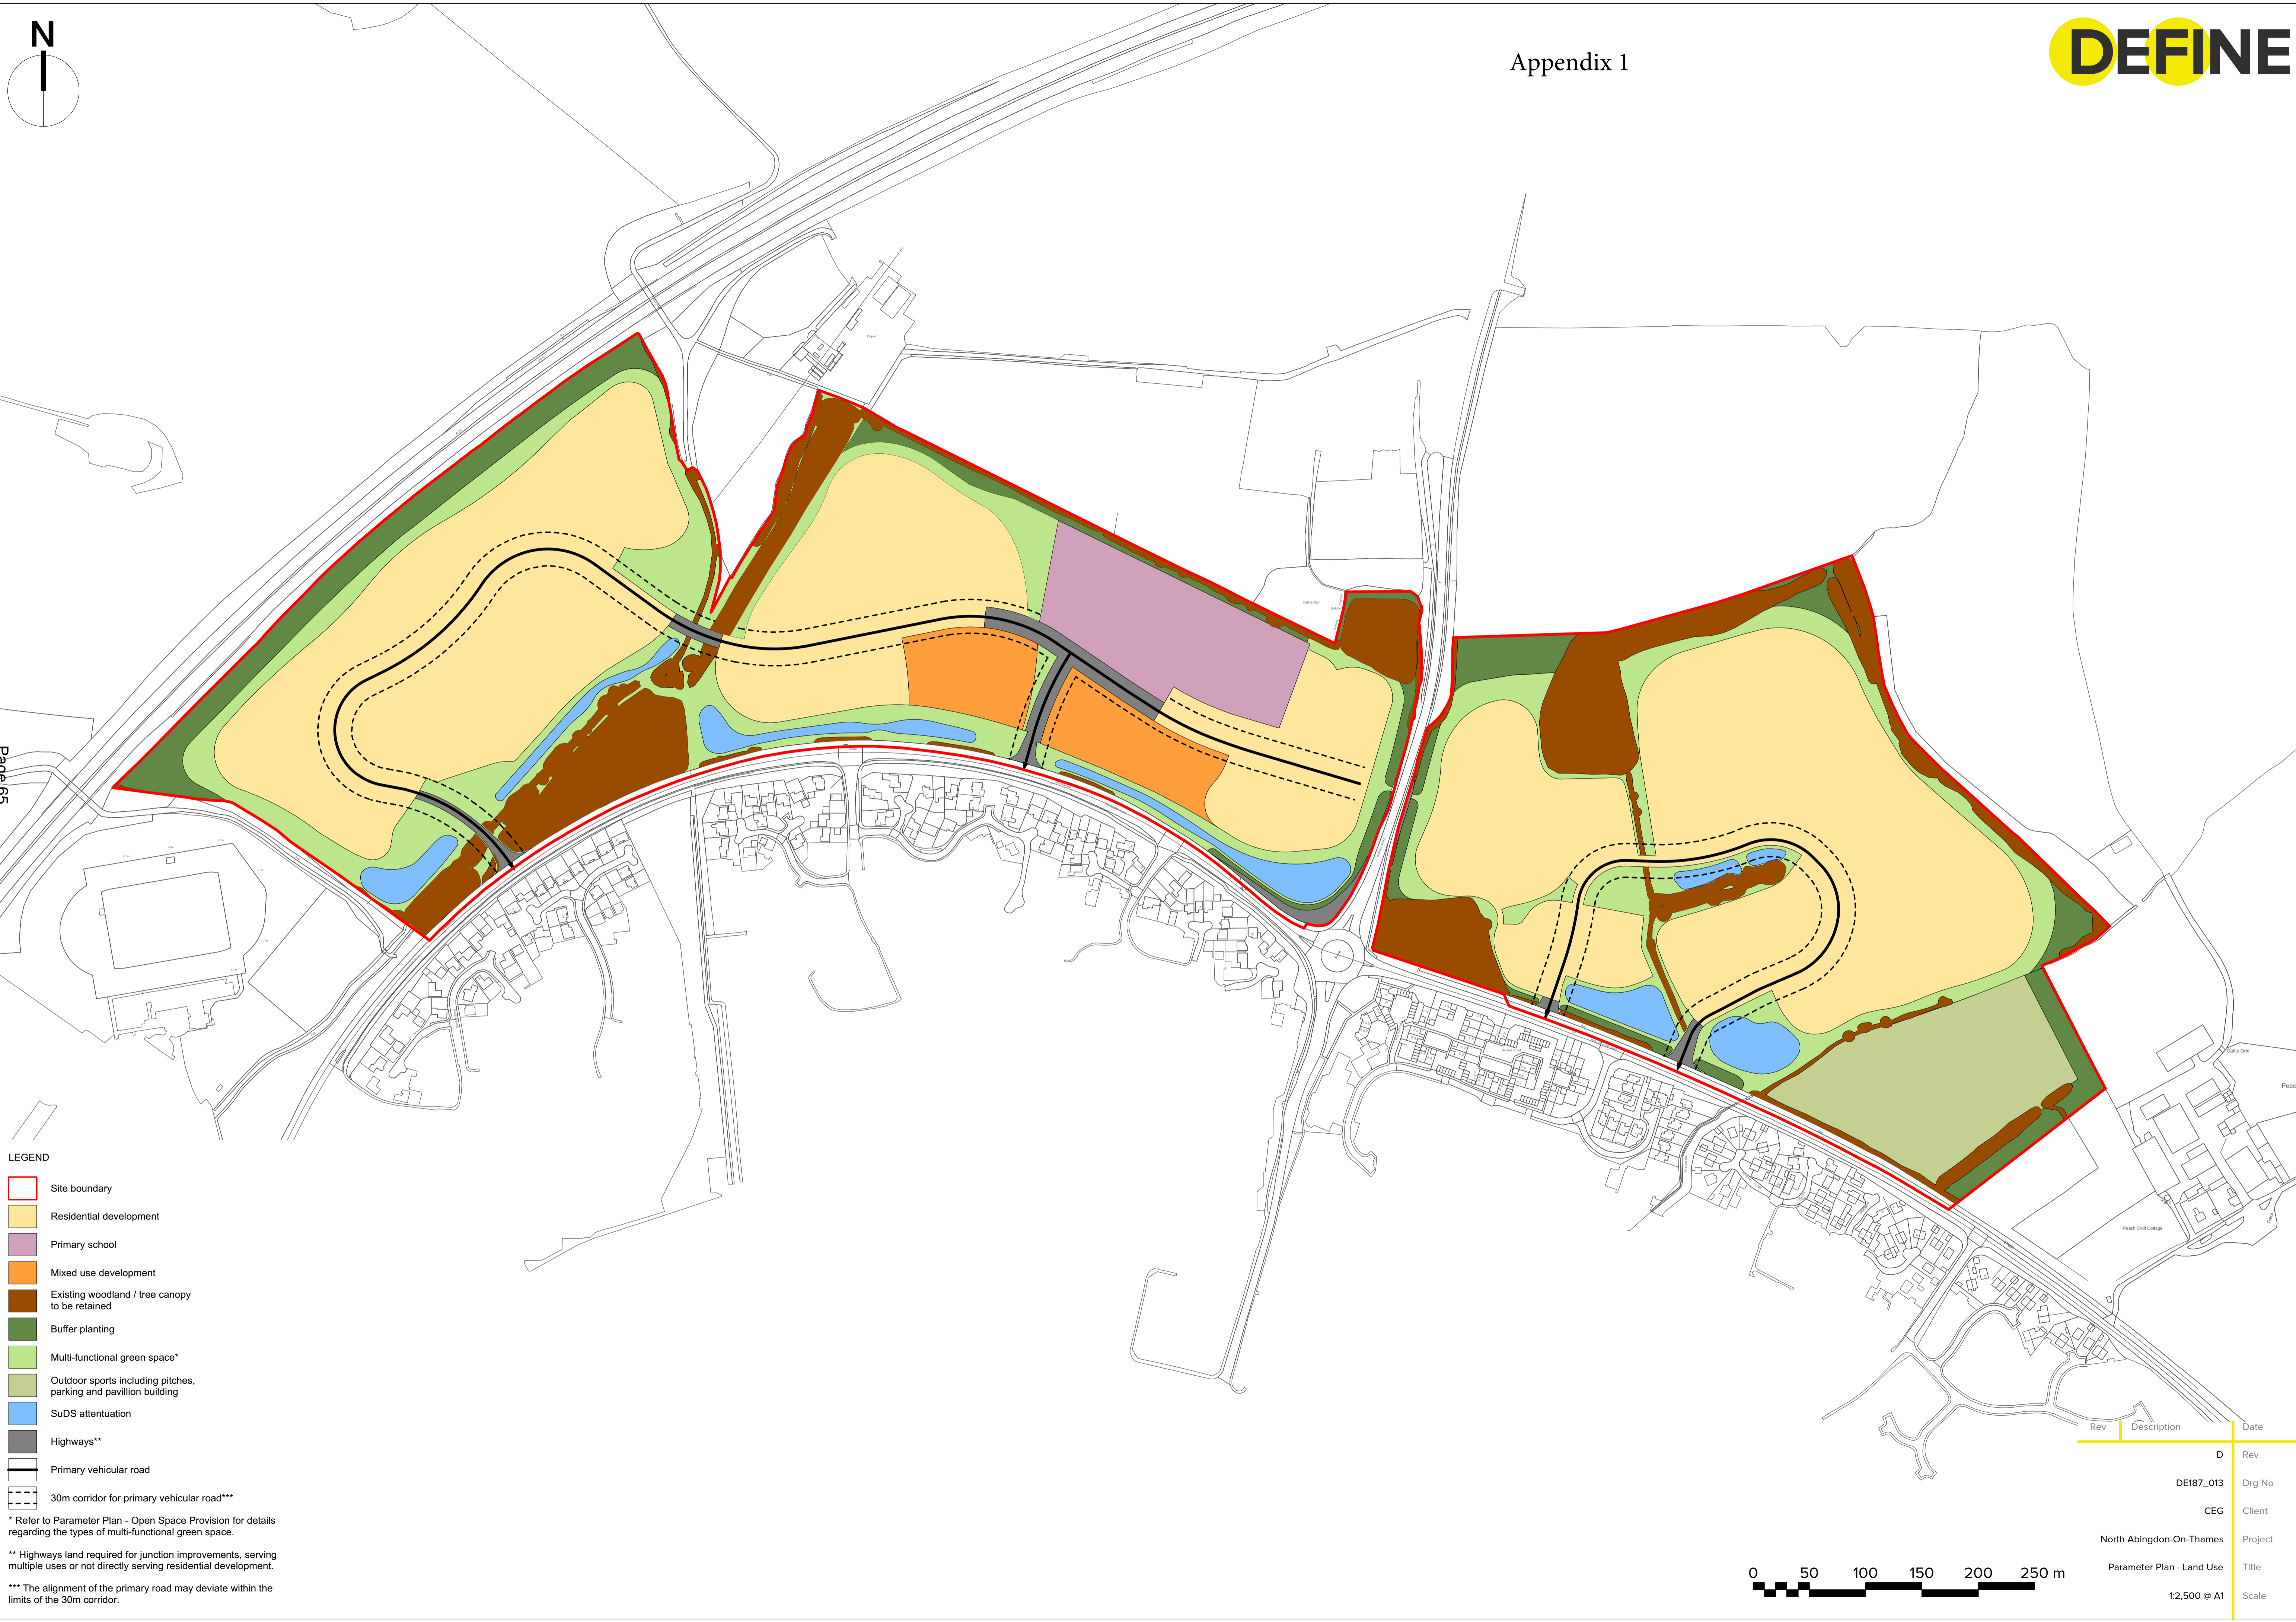 N
Appendix 1
DEFINE
Page 65
Depot
Cattle Grid
Peach Croft Cottage
Track
LEGEND
Site boundary
Residential development
Primary school
Mixed use development
Existing woodland / tree canopy
to be retained
Buffer planting
Multi-functional green space*
Outdoor sports including pitches,
parking and pavillion building
SuDS attentuation
Highways**
Primary vehicular road
30m corridor for primary vehicular road***
* Refer to Parameter Plan - Open Space Provision for details
regarding the types of multi-functional green space.
** Highways land required for junction improvements, serving
multiple uses or not directly serving residential development.
*** The alignment of the primary road may deviate within the
limits of the 30m corridor.
0 50 100 150 200 250 m
Rev Description Date
D Rev
DE187_013 Drg No
CEG Client
North Abingdon-On-Thames Project
Parameter Plan - Land Use Title
1:2,500 @ A1 Scale